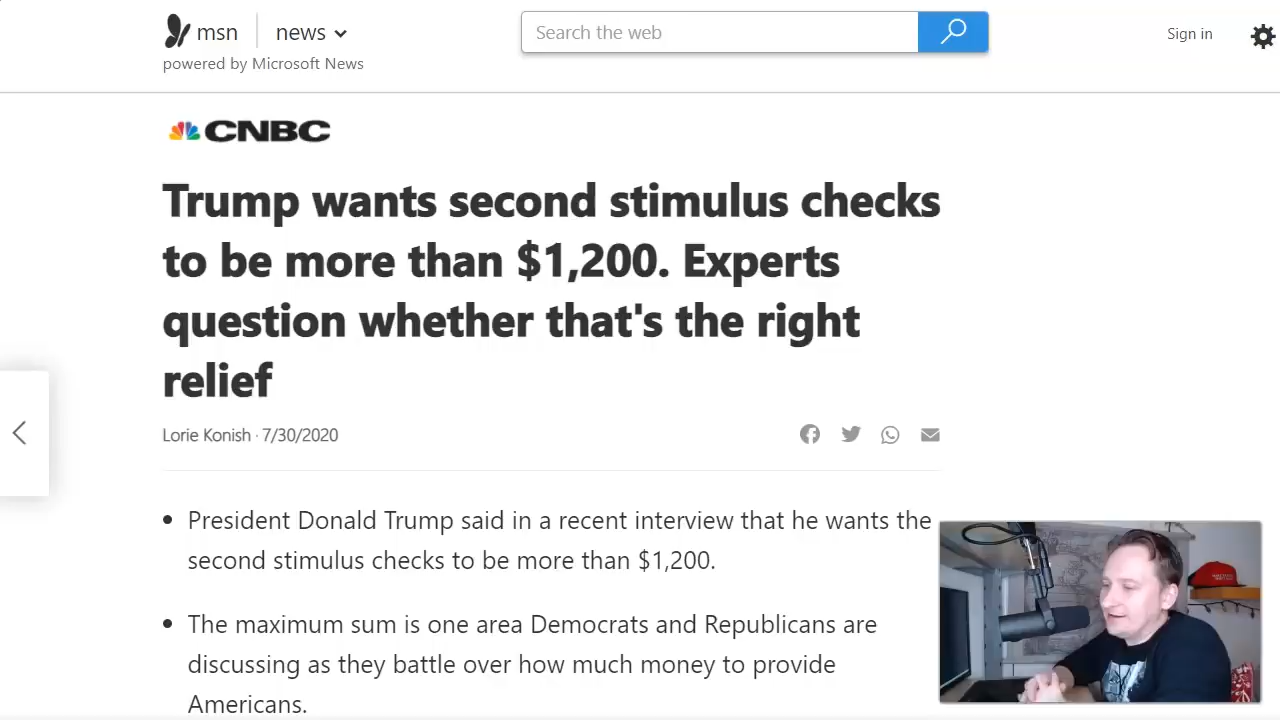 msn
news
Search the web
Sign in
powered by Microsoft News
CNBC
Trump wants second stimulus checks
to be more than $1,200. Experts
question whether that's the right
relief
Lorie Konish · 7/30/2020
President Donald Trump said in a recent interview that he wants the
second stimulus checks to be more than $1,200.
The maximum sum is one area Democrats and Republicans are
discussing as they battle over how much money to provide
Americans.